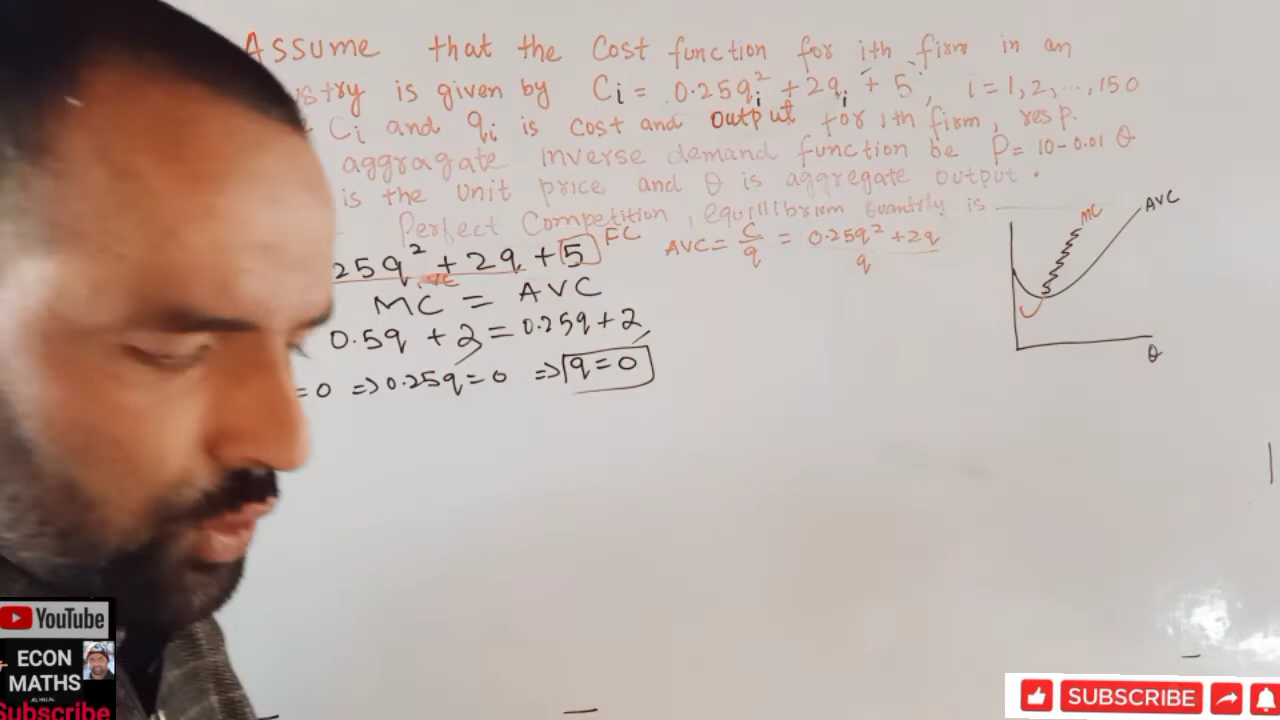 Assume that the Cost function for ith firm in an
ustry is given by Ci = 0.25qi² + 2qi + 5, i = 1, 2, ..., 150
Ci and qi is cost and output for ith firm, resp.
aggragate inverse demand function be P = 10 - 0.01 Q
is the unit price and Q is aggregate output.
Perfect Competition, equillibrium quantity is
25q² + 2q + 5 FC
VC
AVC = C/q = 0.25q² + 2q / q
MC = AVC
0.5q + 2 = 0.25q + 2
= 0 => 0.25q = 0 => q = 0
MC
AVC
Q
YouTube
ECON
MATHS
Subscribe
SUBSCRIBE